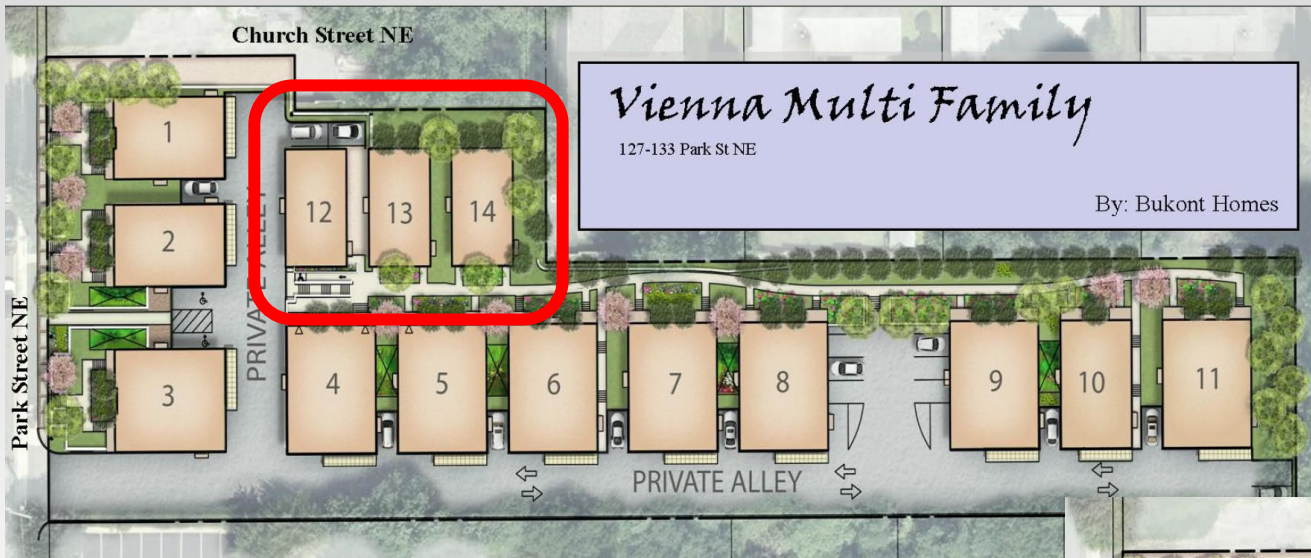 Church Street NE
Vienna Multi Family
127-133 Park St NE
By: Bukont Homes
1
12
13
14
2
PRIVATE ALLEY
Park Street NE
3
4
5
6
7
8
9
10
11
PRIVATE ALLEY